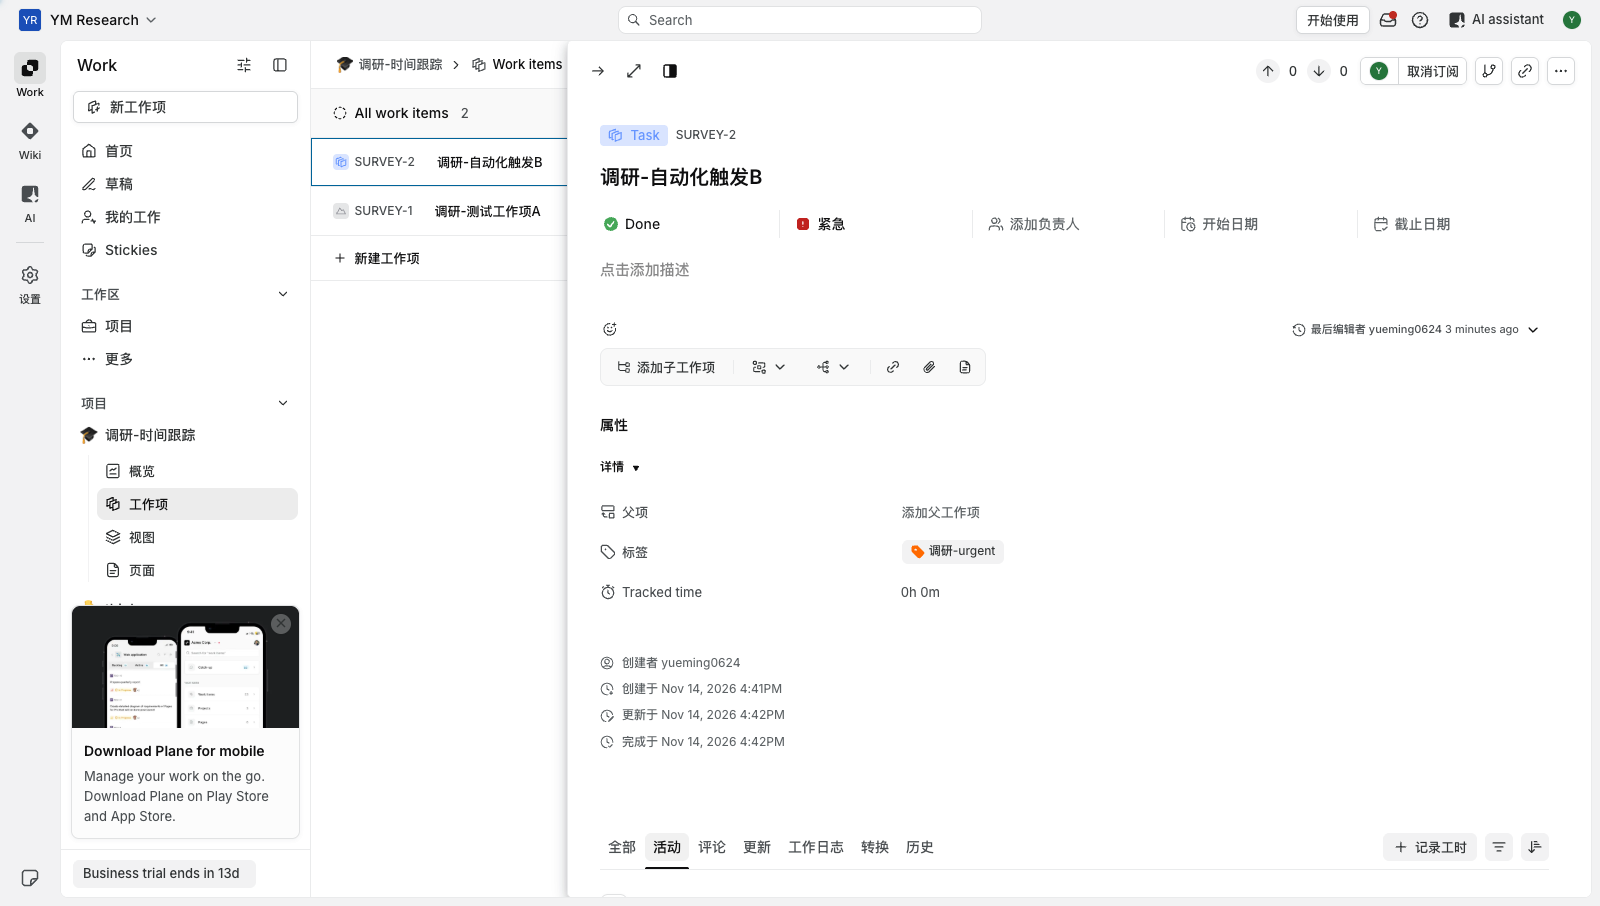 YR YM Research
Search
开始使用
AI assistant
Y
Work
Wiki
AI
设置
Work
新工作项
首页
草稿
我的工作
Stickies
工作区
项目
更多
项目
调研-时间跟踪
概览
工作项
视图
页面
Download Plane for mobile
Manage your work on the go.
Download Plane on Play Store
and App Store.
Business trial ends in 13d
调研-时间跟踪
Work items
All work items 2
SURVEY-2 调研-自动化触发B
SURVEY-1 调研-测试工作项A
新建工作项
0 0 Y 取消订阅
Task SURVEY-2
调研-自动化触发B
Done 紧急 添加负责人 开始日期 截止日期
点击添加描述
最后编辑者 yueming0624 3 minutes ago
添加子工作项
属性
详情
父项 添加父工作项
标签 调研-urgent
Tracked time 0h 0m
创建者 yueming0624
创建于 Nov 14, 2026 4:41PM
更新于 Nov 14, 2026 4:42PM
完成于 Nov 14, 2026 4:42PM
全部 活动 评论 更新 工作日志 转换 历史
记录工时